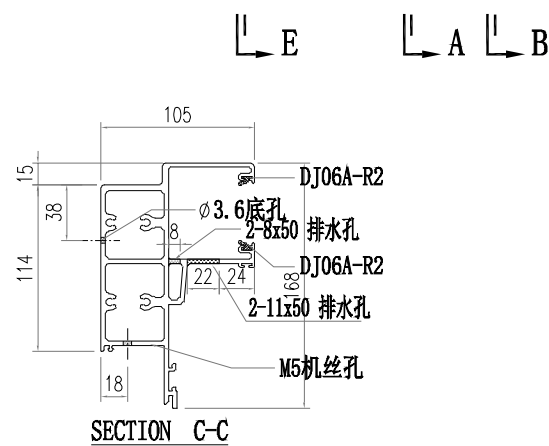 E A B
105
15
DJ06A-R2
38
ø3.6底孔
8
2-8x50 排水孔
114
DJ06A-R2
22 24
168
2-11x50 排水孔
18
M5机丝孔
SECTION C-C